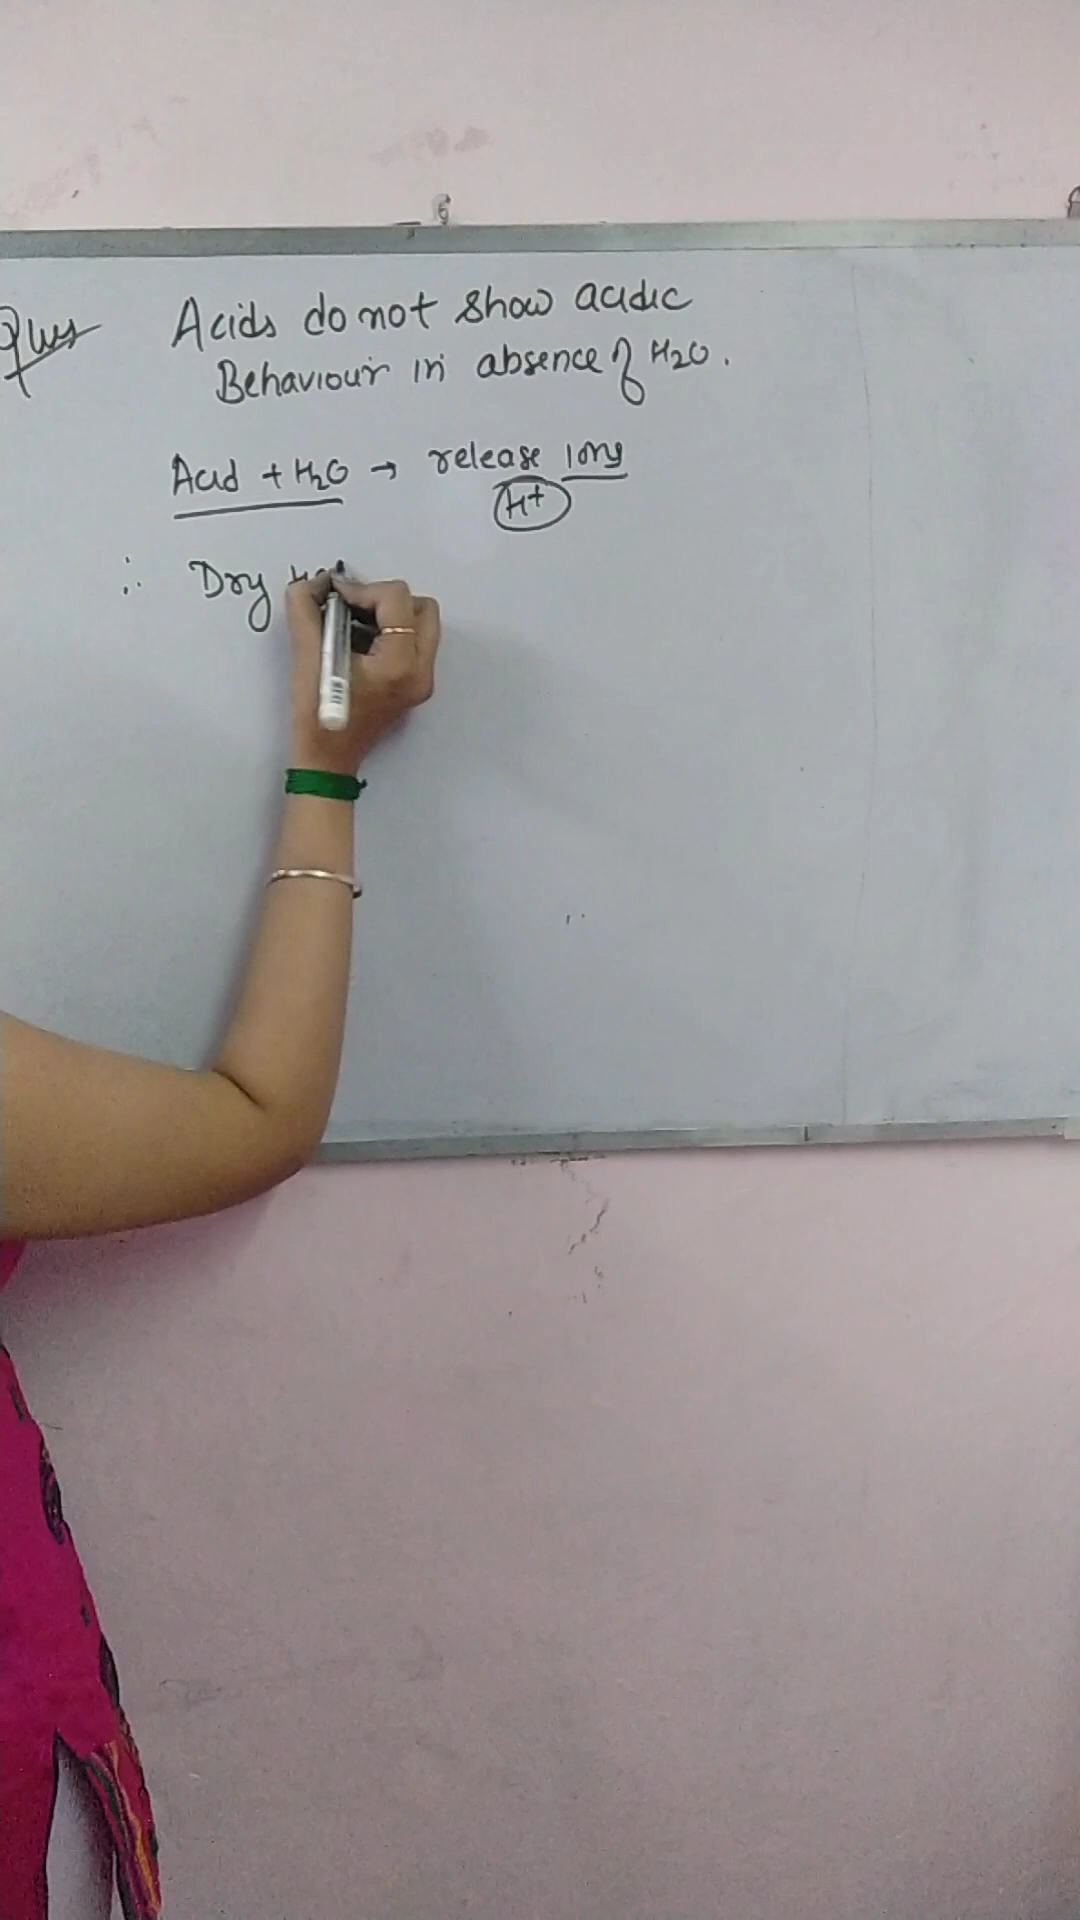 Ques Acids do not show acidic
Behaviour in absence of H2O.
Acid + H2O → release ions
H+
∴ Dry